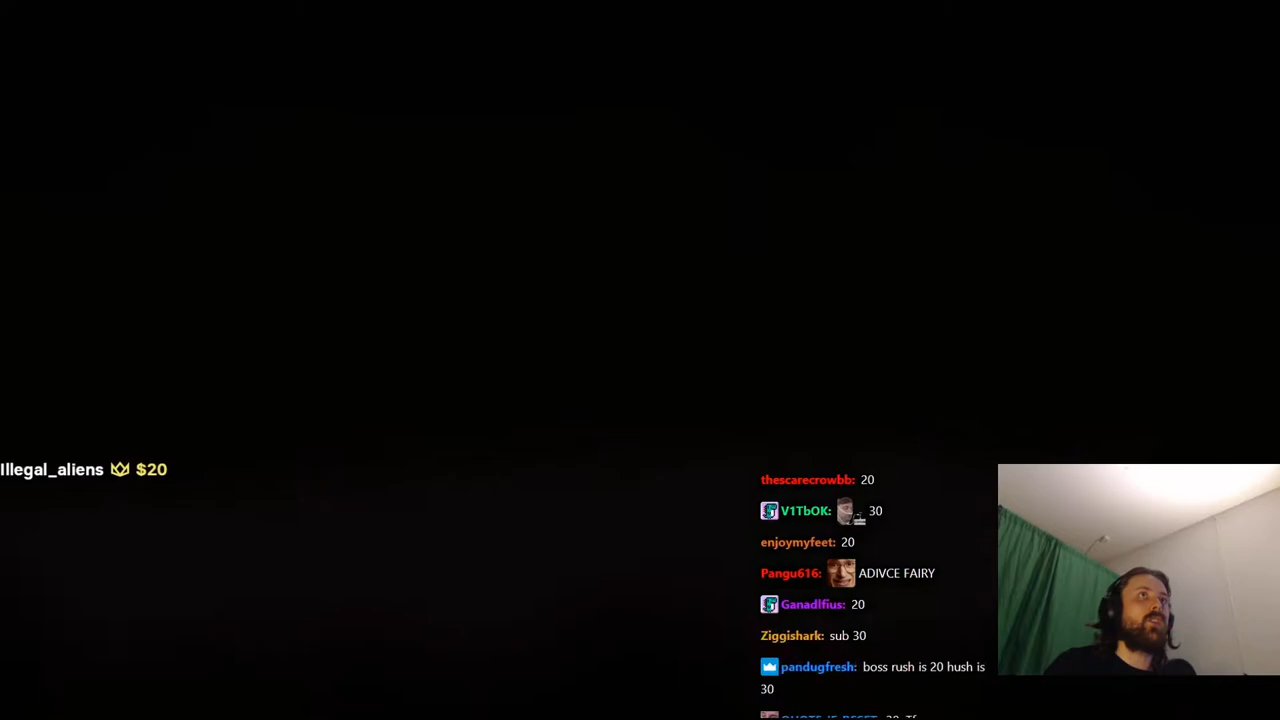 Illegal_aliens $20
thescarecrowbb: 20
V1TbOK: 30
enjoymyfeet: 20
Pangu616: ADIVCE FAIRY
Ganadlfius: 20
Ziggishark: sub 30
pandugfresh: boss rush is 20 hush is
30